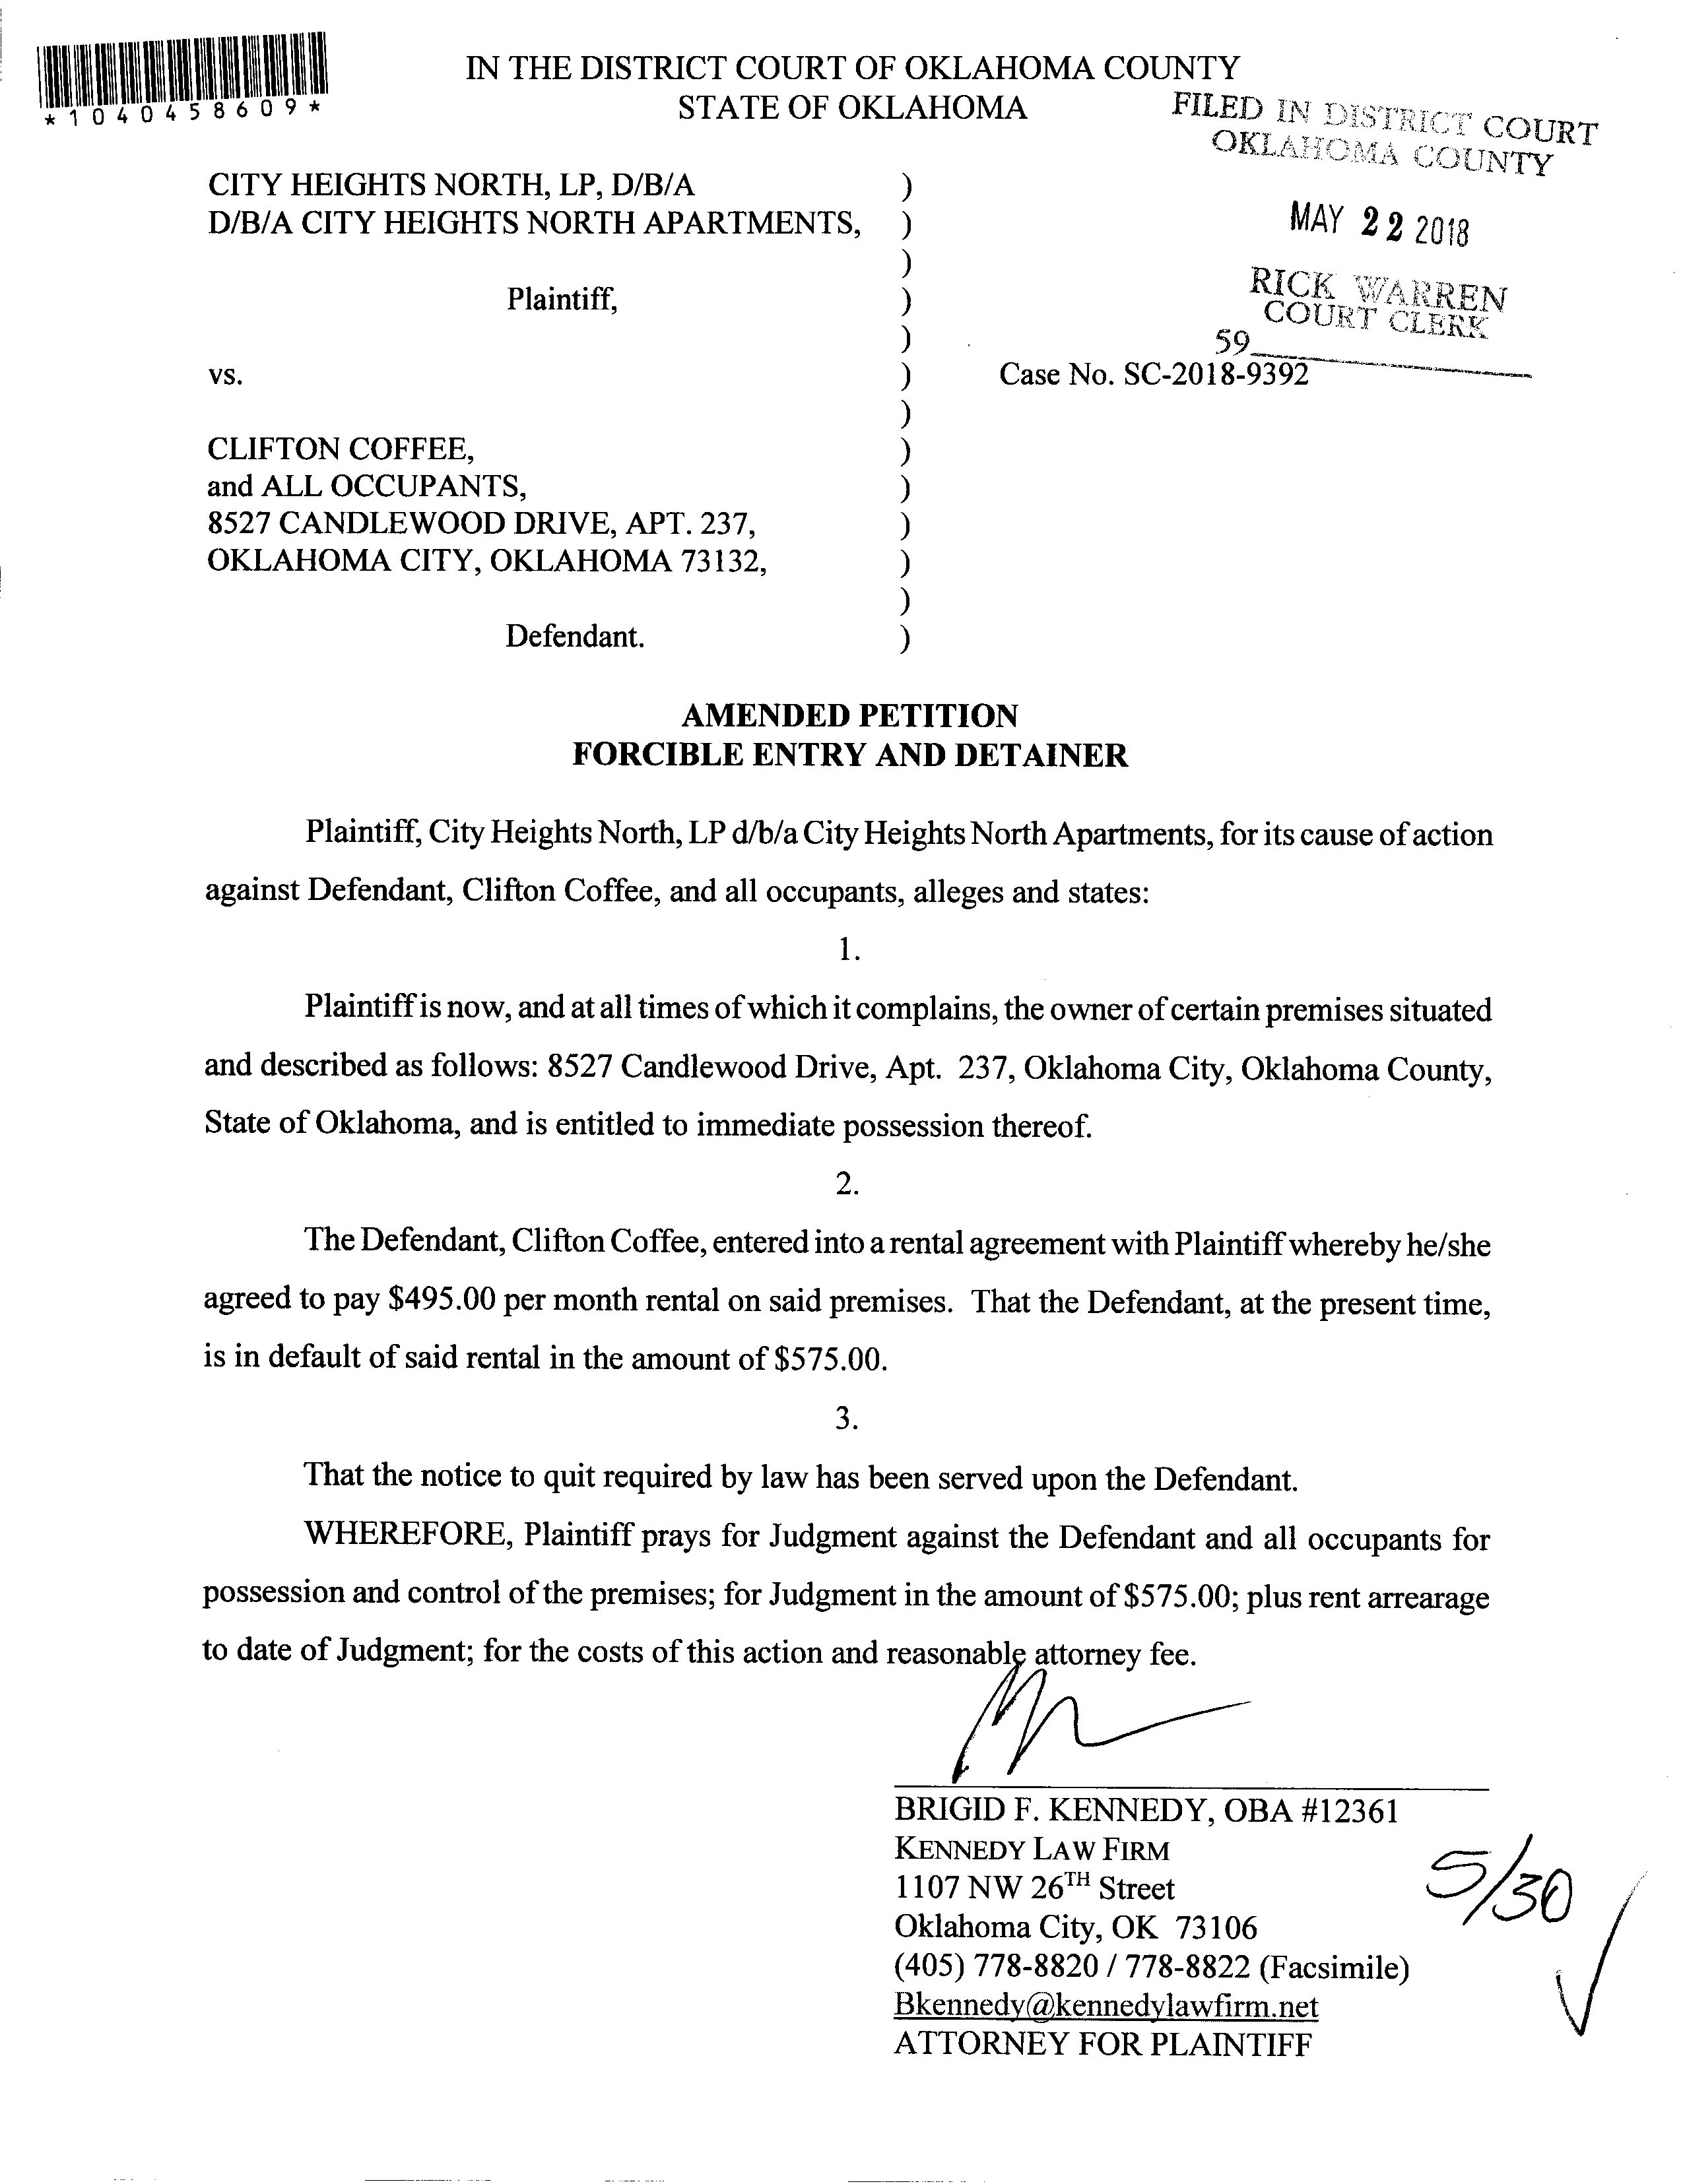 *1040458609*
IN THE DISTRICT COURT OF OKLAHOMA COUNTY
STATE OF OKLAHOMA
FILED IN DISTRICT COURT
OKLAHOMA COUNTY
MAY 22 2018
RICK WARREN
COURT CLERK
59
CITY HEIGHTS NORTH, LP, D/B/A )
D/B/A CITY HEIGHTS NORTH APARTMENTS, )
)
Plaintiff, )
)
vs. ) Case No. SC-2018-9392
)
CLIFTON COFFEE, )
and ALL OCCUPANTS, )
8527 CANDLEWOOD DRIVE, APT. 237, )
OKLAHOMA CITY, OKLAHOMA 73132, )
)
Defendant. )
AMENDED PETITION
FORCIBLE ENTRY AND DETAINER
Plaintiff, City Heights North, LP d/b/a City Heights North Apartments, for its cause of action
against Defendant, Clifton Coffee, and all occupants, alleges and states:
1.
Plaintiff is now, and at all times of which it complains, the owner of certain premises situated
and described as follows: 8527 Candlewood Drive, Apt. 237, Oklahoma City, Oklahoma County,
State of Oklahoma, and is entitled to immediate possession thereof.
2.
The Defendant, Clifton Coffee, entered into a rental agreement with Plaintiff whereby he/she
agreed to pay $495.00 per month rental on said premises. That the Defendant, at the present time,
is in default of said rental in the amount of $575.00.
3.
That the notice to quit required by law has been served upon the Defendant.
WHEREFORE, Plaintiff prays for Judgment against the Defendant and all occupants for
possession and control of the premises; for Judgment in the amount of $575.00; plus rent arrearage
to date of Judgment; for the costs of this action and reasonable attorney fee.
BRIGID F. KENNEDY, OBA #12361
KENNEDY LAW FIRM
1107 NW 26TH Street
Oklahoma City, OK 73106
(405) 778-8820 / 778-8822 (Facsimile)
Bkennedy@kennedylawfirm.net
ATTORNEY FOR PLAINTIFF
5/30